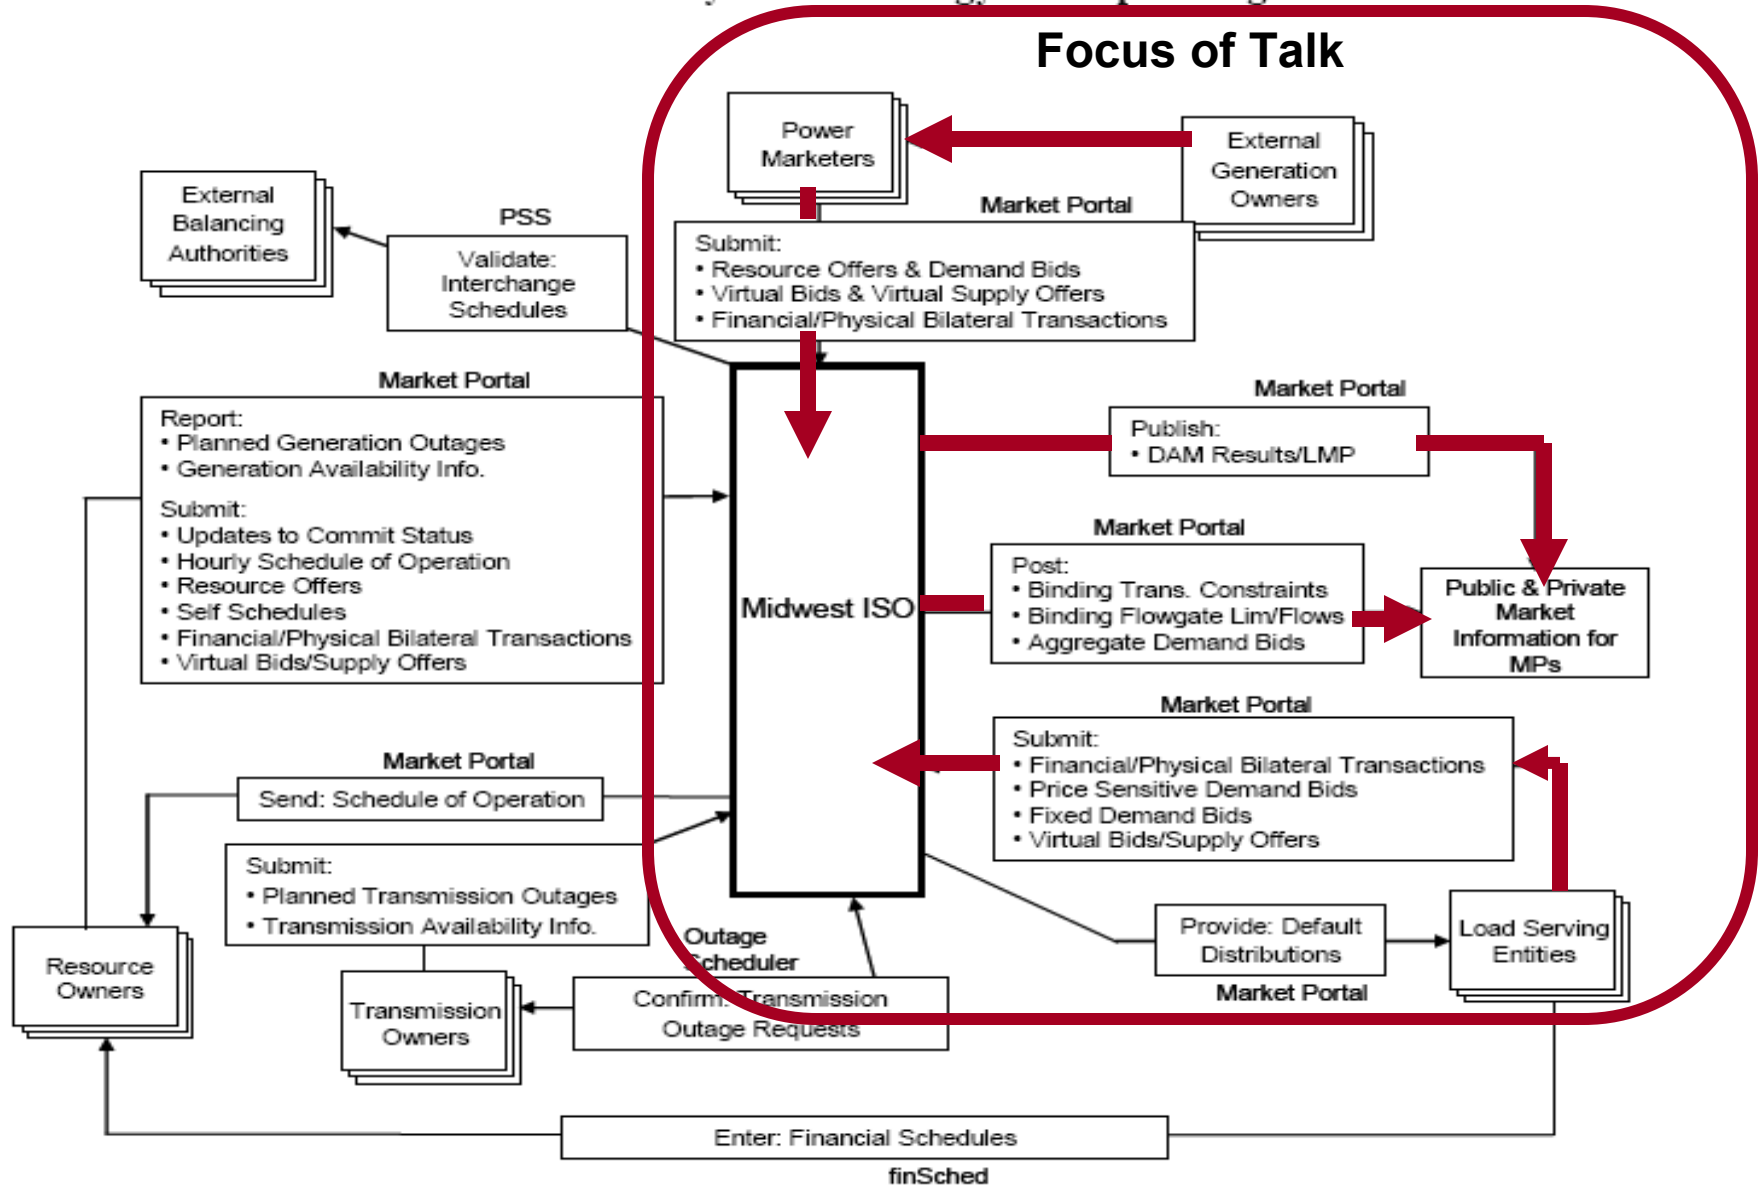 Focus of Talk
Power
Marketers
External
Generation
Owners
External
Balancing
Authorities
PSS
Validate:
Interchange
Schedules
Market Portal
Submit:
• Resource Offers & Demand Bids
• Virtual Bids & Virtual Supply Offers
• Financial/Physical Bilateral Transactions
Market Portal
Report:
• Planned Generation Outages
• Generation Availability Info.
Submit:
• Updates to Commit Status
• Hourly Schedule of Operation
• Resource Offers
• Self Schedules
• Financial/Physical Bilateral Transactions
• Virtual Bids/Supply Offers
Midwest ISO
Market Portal
Publish:
• DAM Results/LMP
Market Portal
Post:
• Binding Trans. Constraints
• Binding Flowgate Lim/Flows
• Aggregate Demand Bids
Public & Private
Market
Information for
MPs
Market Portal
Submit:
• Financial/Physical Bilateral Transactions
• Price Sensitive Demand Bids
• Fixed Demand Bids
• Virtual Bids/Supply Offers
Market Portal
Send: Schedule of Operation
Submit:
• Planned Transmission Outages
• Transmission Availability Info.
Outage
Scheduler
Confirm: Transmission
Outage Requests
Provide: Default
Distributions
Market Portal
Load Serving
Entities
Resource
Owners
Transmission
Owners
Enter: Financial Schedules
finSched